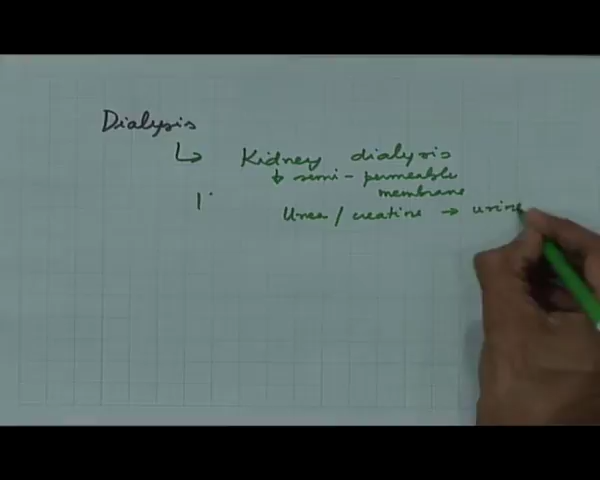 Dialysis
↳ Kidney dialysis
↓ semi-permeable
membrane
1.
Urea / creatine → urine